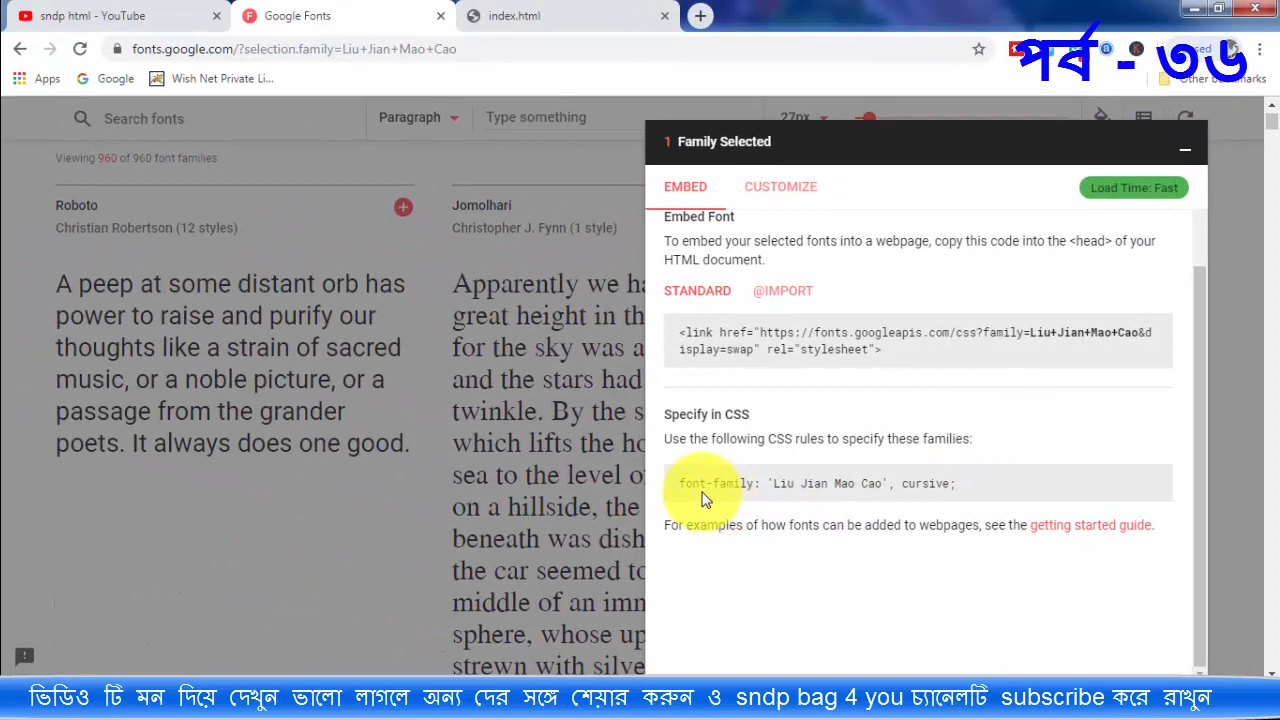 sndp html - YouTube
Google Fonts
index.html
পর্ব - ৩৬
fonts.google.com/?selection.family=Liu+Jian+Mao+Cao
Apps
Google
Wish Net Private Li...
Other bookmarks
Search fonts
Paragraph
Type something
27px
Viewing 960 of 960 font families
1 Family Selected
EMBED
CUSTOMIZE
Load Time: Fast
Roboto
Christian Robertson (12 styles)
A peep at some distant orb has
power to raise and purify our
thoughts like a strain of sacred
music, or a noble picture, or a
passage from the grander
poets. It always does one good.
Jomolhari
Christopher J. Fynn (1 style)
Apparently we ha
great height in th
for the sky was a
and the stars had
twinkle. By the s
which lifts the ho
sea to the level o
on a hillside, the
beneath was dish
the car seemed to
middle of an imm
sphere, whose up
strewn with silve
Embed Font
To embed your selected fonts into a webpage, copy this code into the <head> of your
HTML document.
STANDARD
@IMPORT
<link href="https://fonts.googleapis.com/css?family=Liu+Jian+Mao+Cao&d
isplay=swap" rel="stylesheet">
Specify in CSS
Use the following CSS rules to specify these families:
font-family: 'Liu Jian Mao Cao', cursive;
For examples of how fonts can be added to webpages, see the getting started guide.
ভিডিও টি মন দিয়ে দেখুন ভালো লাগলে অন্য দের সঙ্গে শেয়ার করুন ও sndp bag 4 you চ্যানেলটি subscribe করে রাখুন